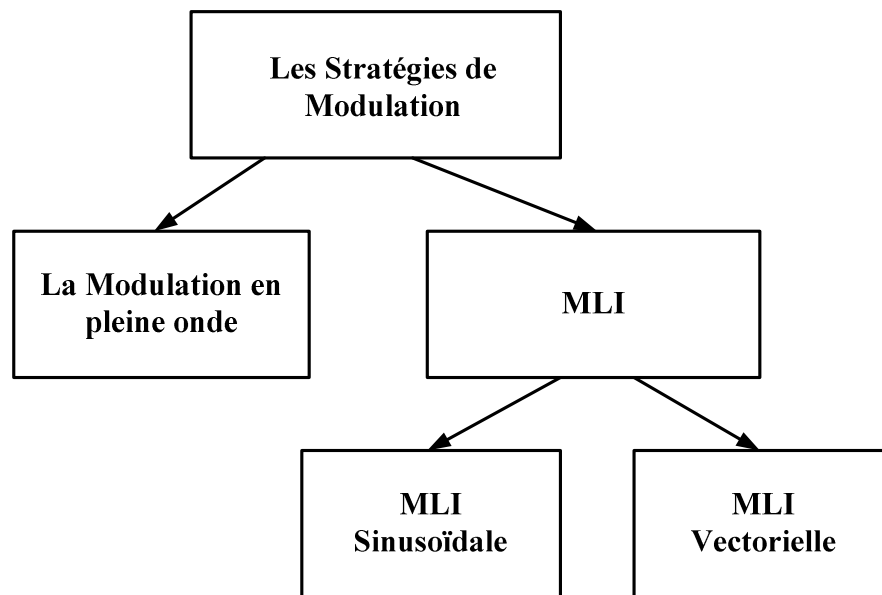 Les Stratégies de
Modulation
La Modulation en
pleine onde
MLI
MLI
Sinusoïdale
MLI
Vectorielle